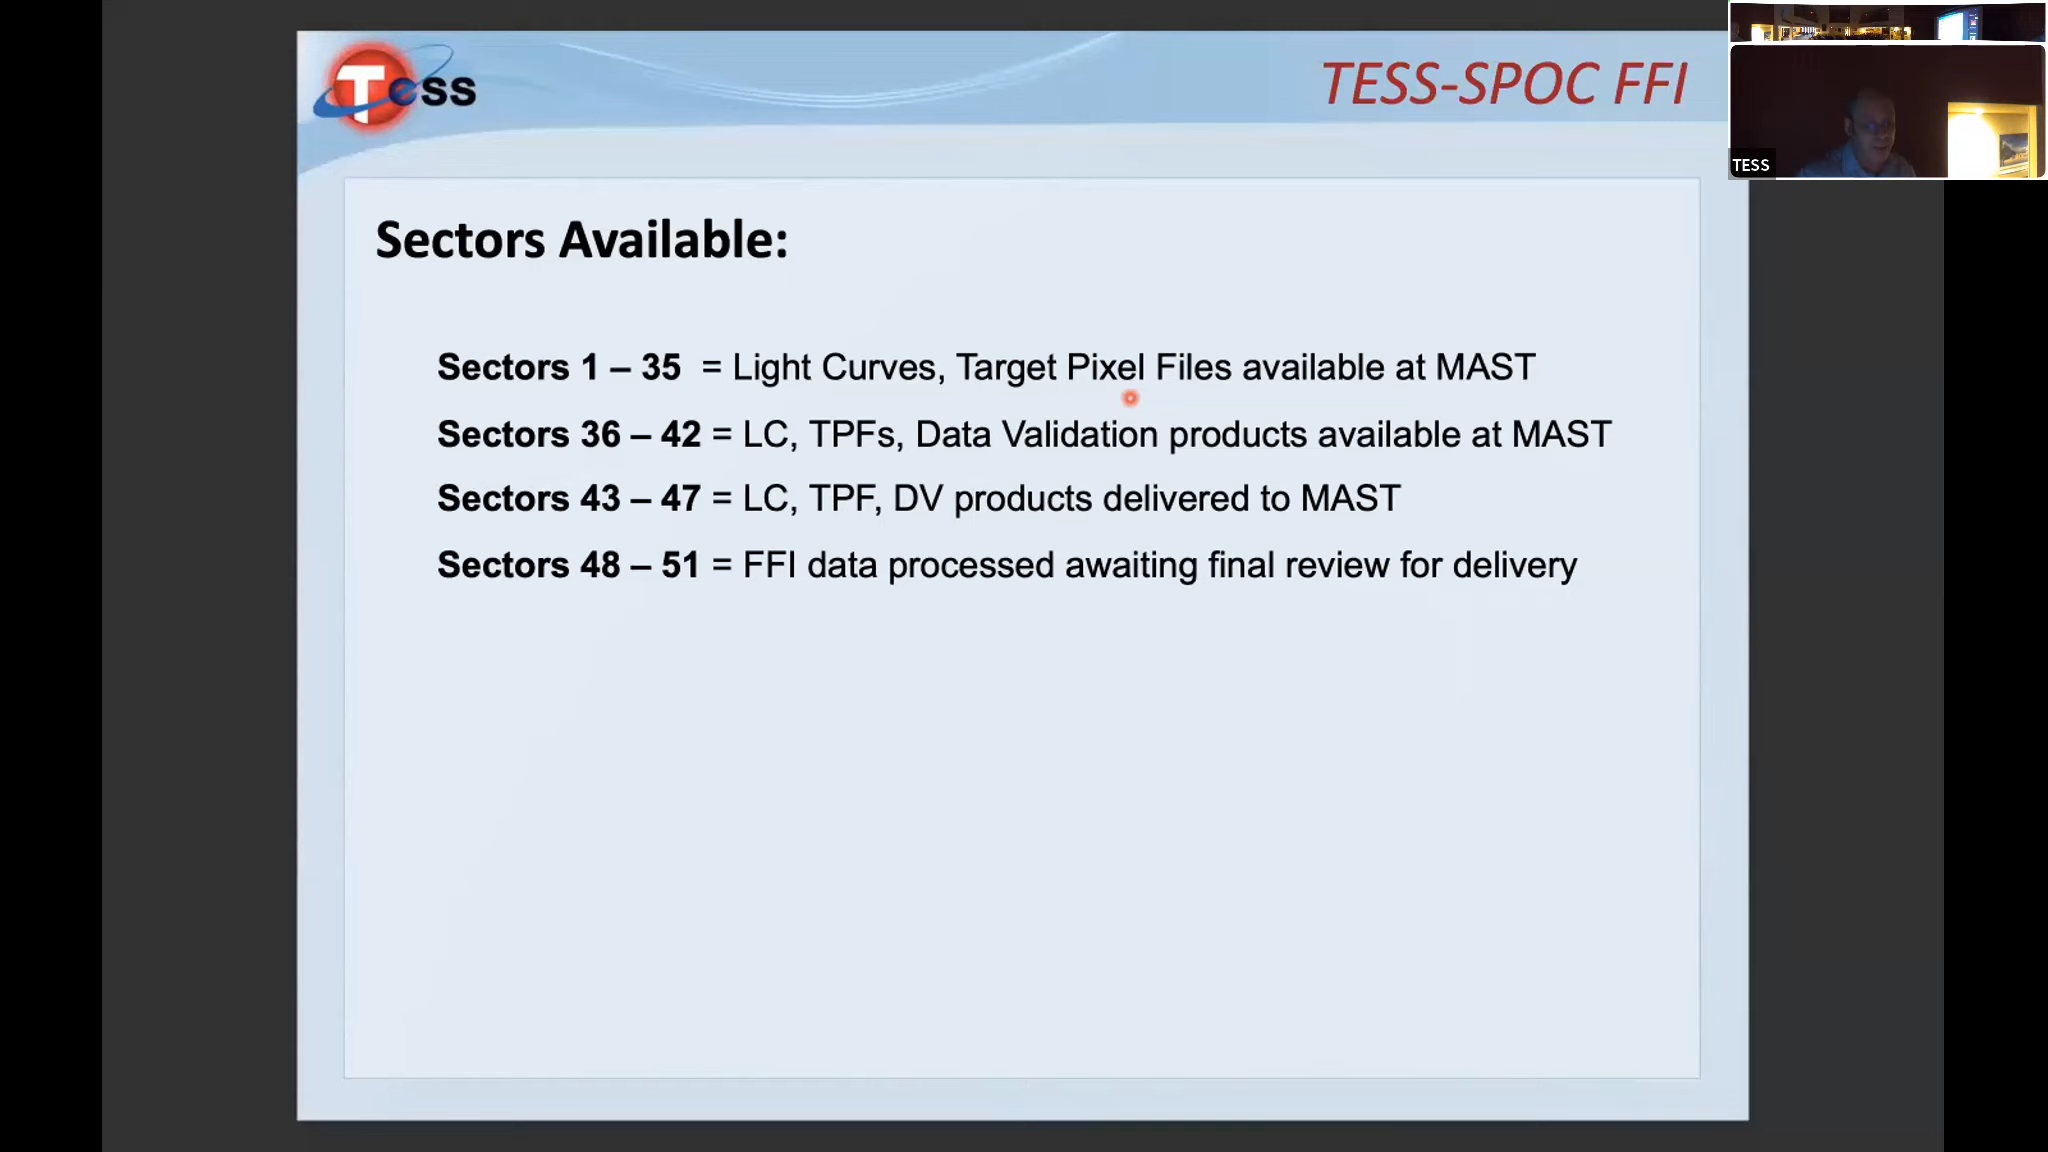 Tess
TESS-SPOC FFI
TESS
Sectors Available:
Sectors 1 – 35 = Light Curves, Target Pixel Files available at MAST
Sectors 36 – 42 = LC, TPFs, Data Validation products available at MAST
Sectors 43 – 47 = LC, TPF, DV products delivered to MAST
Sectors 48 – 51 = FFI data processed awaiting final review for delivery